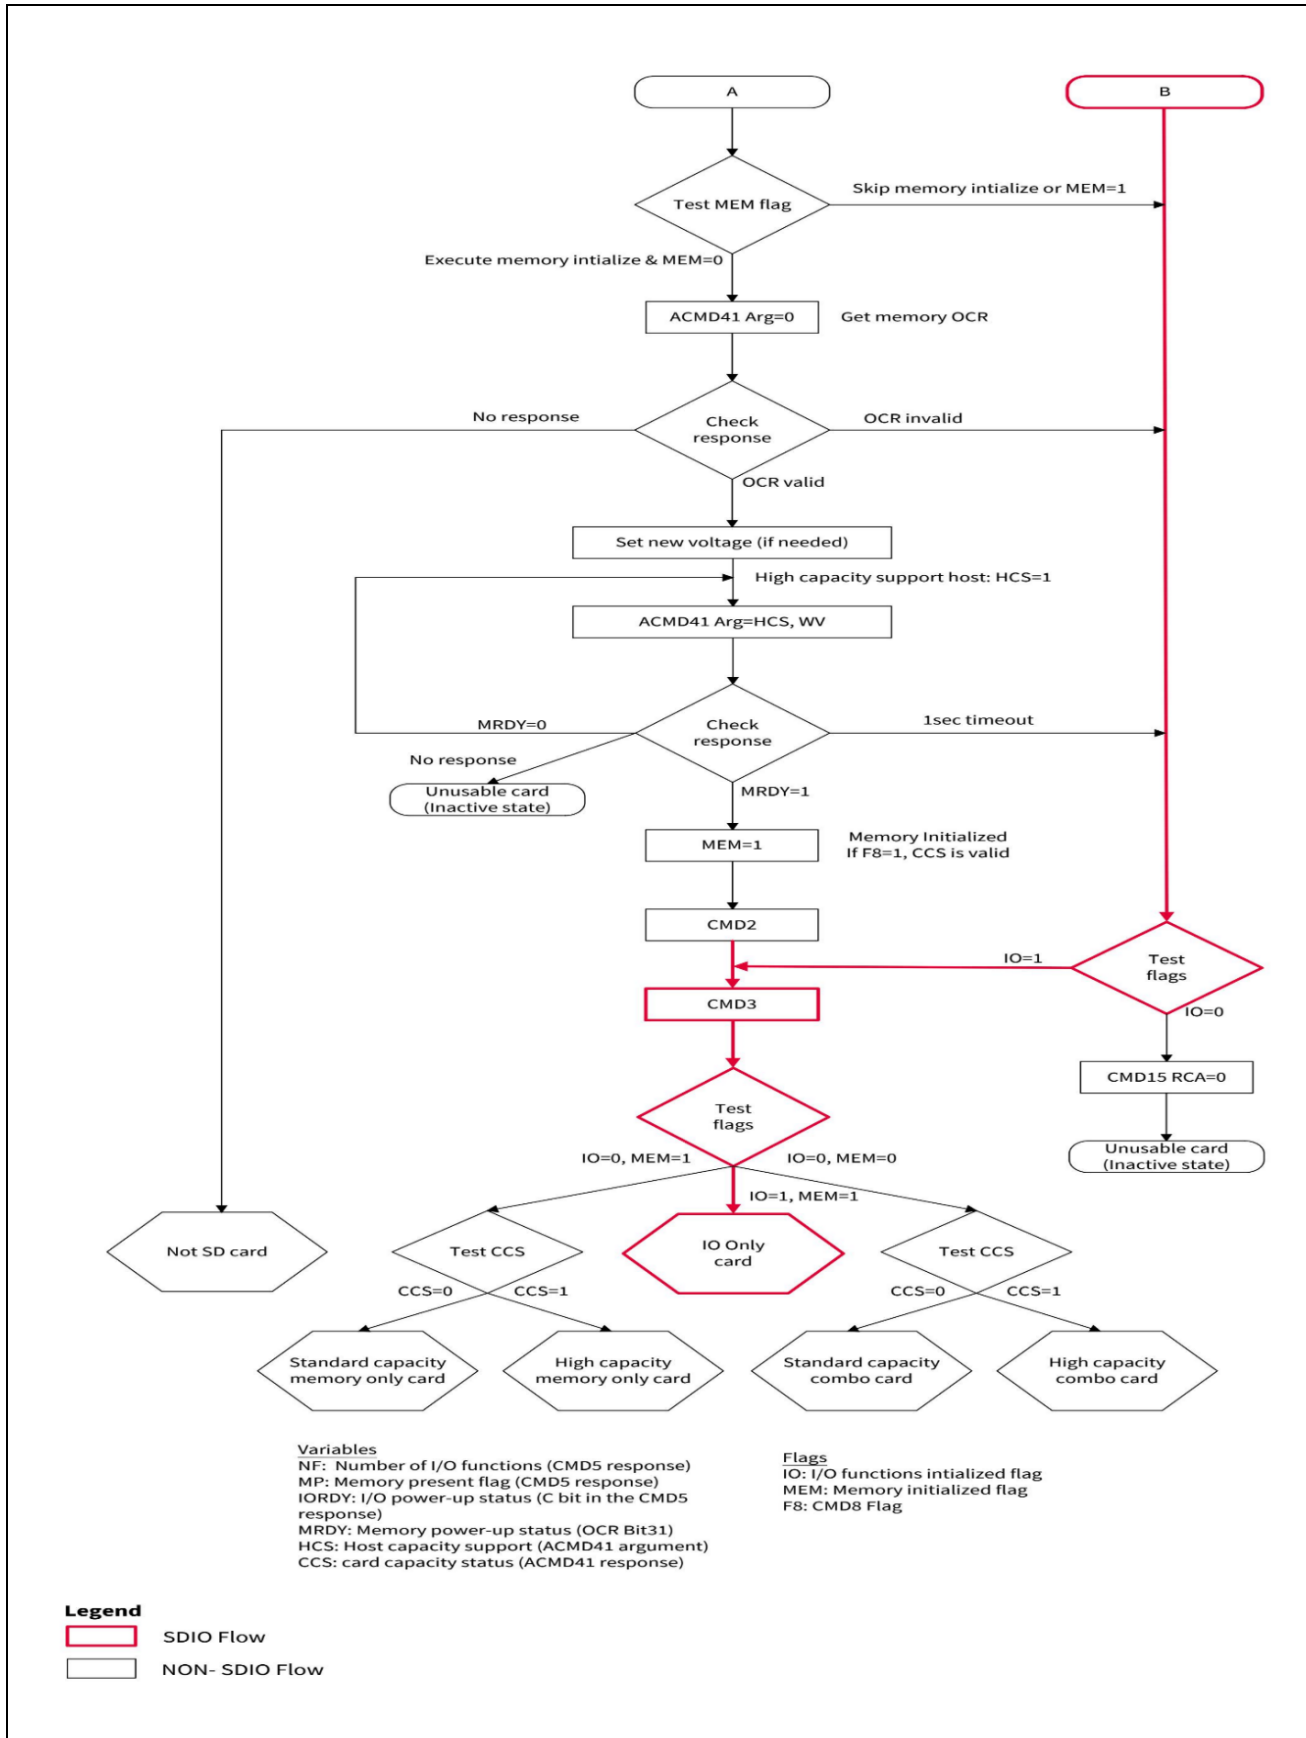 A
B
Test MEM flag
Skip memory intialize or MEM=1
Execute memory intialize & MEM=0
ACMD41 Arg=0
Get memory OCR
No response
Check
response
OCR invalid
OCR valid
Set new voltage (if needed)
High capacity support host: HCS=1
ACMD41 Arg=HCS, WV
MRDY=0
Check
response
1sec timeout
No response
Unusable card
(Inactive state)
MRDY=1
MEM=1
Memory Initialized
If F8=1, CCS is valid
CMD2
IO=1
Test
flags
CMD3
IO=0
CMD15 RCA=0
Test
flags
Unusable card
(Inactive state)
IO=0, MEM=1
IO=0, MEM=0
IO=1, MEM=1
Not SD card
Test CCS
IO Only
card
Test CCS
CCS=0
CCS=1
CCS=0
CCS=1
Standard capacity
memory only card
High capacity
memory only card
Standard capacity
combo card
High capacity
combo card
Variables
NF: Number of I/O functions (CMD5 response)
MP: Memory present flag (CMD5 response)
IORDY: I/O power-up status (C bit in the CMD5
response)
MRDY: Memory power-up status (OCR Bit31)
HCS: Host capacity support (ACMD41 argument)
CCS: card capacity status (ACMD41 response)
Flags
IO: I/O functions intialized flag
MEM: Memory initialized flag
F8: CMD8 Flag
Legend
SDIO Flow
NON- SDIO Flow